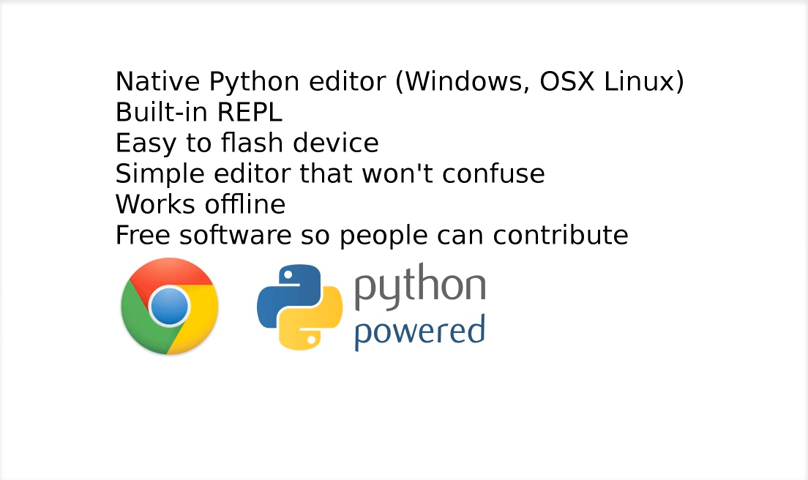 Native Python editor (Windows, OSX Linux)
Built-in REPL
Easy to flash device
Simple editor that won't confuse
Works offline
Free software so people can contribute
python
powered